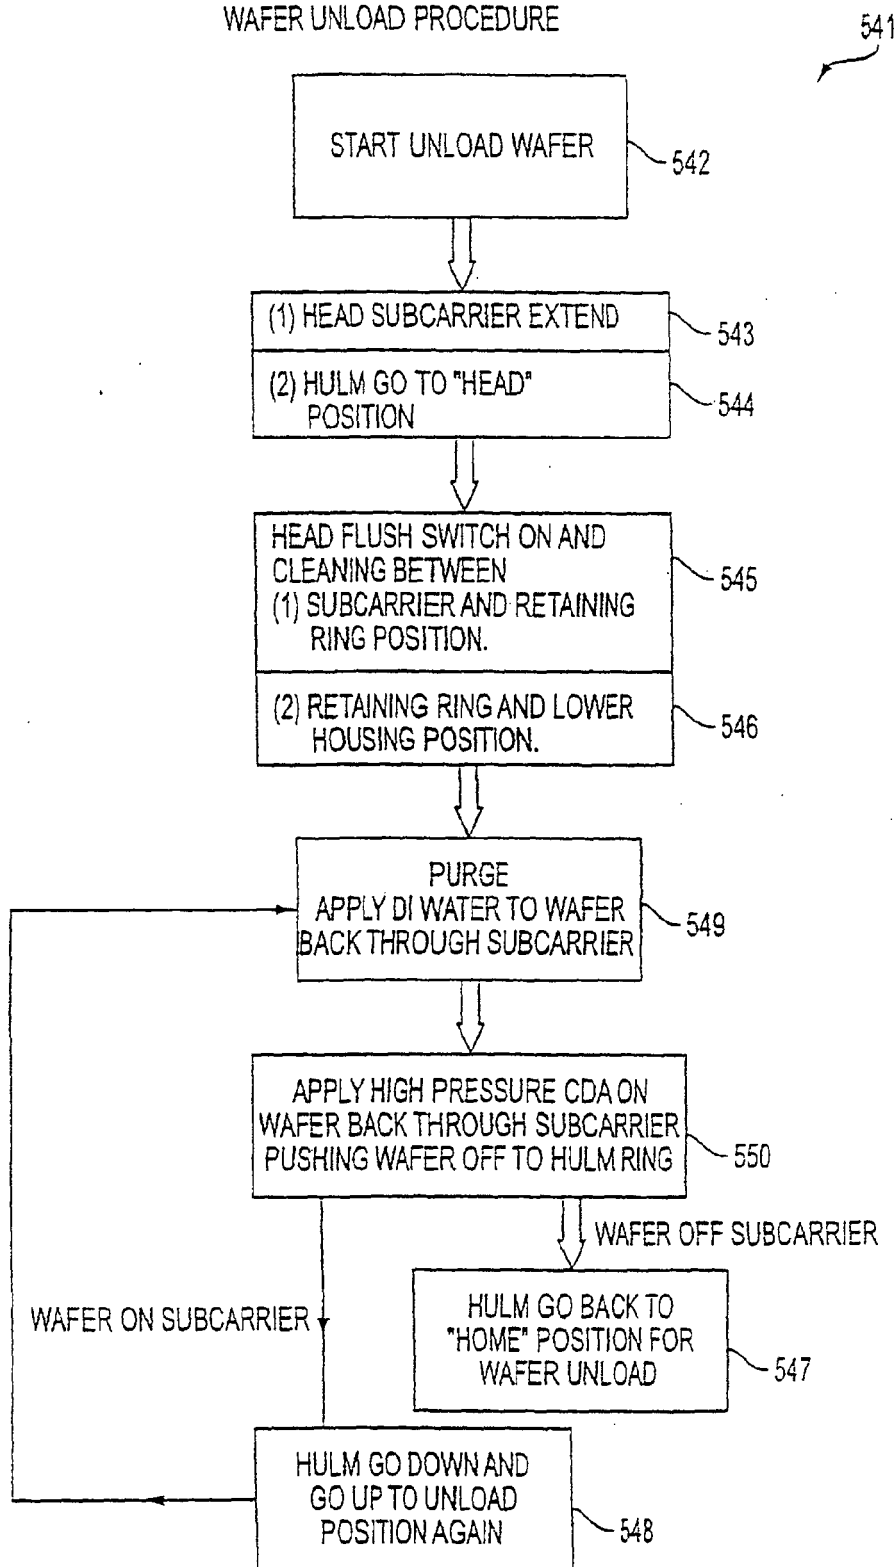 WAFER UNLOAD PROCEDURE
541
START UNLOAD WAFER
542
(1) HEAD SUBCARRIER EXTEND
543
(2) HULM GO TO "HEAD"
POSITION
544
HEAD FLUSH SWITCH ON AND
CLEANING BETWEEN
(1) SUBCARRIER AND RETAINING
RING POSITION.
545
(2) RETAINING RING AND LOWER
HOUSING POSITION.
546
PURGE
APPLY DI WATER TO WAFER
BACK THROUGH SUBCARRIER
549
APPLY HIGH PRESSURE CDA ON
WAFER BACK THROUGH SUBCARRIER
PUSHING WAFER OFF TO HULM RING
550
WAFER OFF SUBCARRIER
WAFER ON SUBCARRIER
HULM GO BACK TO
"HOME" POSITION FOR
WAFER UNLOAD
547
HULM GO DOWN AND
GO UP TO UNLOAD
POSITION AGAIN
548